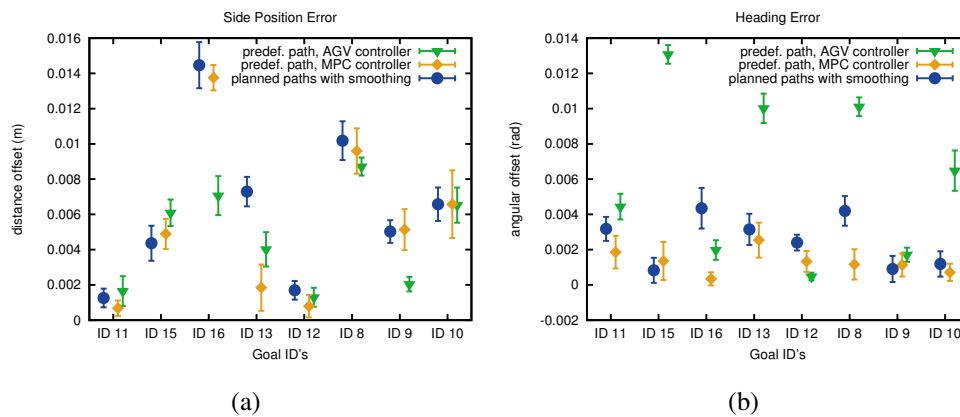 Side Position Error
0.016
0.014
0.012
0.01
0.008
0.006
0.004
0.002
0
distance offset (m)
predef. path, AGV controller
predef. path, MPC controller
planned paths with smoothing
ID 11 ID 15 ID 16 ID 13 ID 12 ID 8 ID 9 ID 10
Goal ID's
(a)
Heading Error
0.014
0.012
0.01
0.008
0.006
0.004
0.002
0
-0.002
angular offset (rad)
predef. path, AGV controller
predef. path, MPC controller
planned paths with smoothing
ID 11 ID 15 ID 16 ID 13 ID 12 ID 8 ID 9 ID 10
Goal ID's
(b)